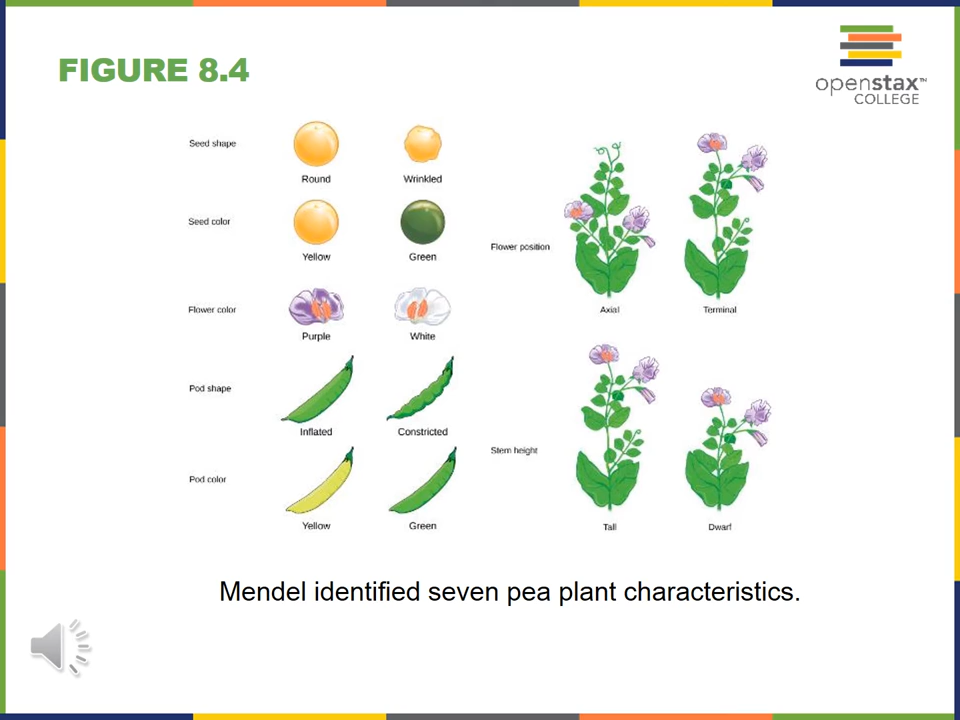 FIGURE 8.4
openstax™
COLLEGE
Seed shape
Round
Wrinkled
Seed color
Yellow
Green
Flower color
Purple
White
Pod shape
Inflated
Constricted
Pod color
Yellow
Green
Flower position
Axial
Terminal
Stem height
Tall
Dwarf
Mendel identified seven pea plant characteristics.